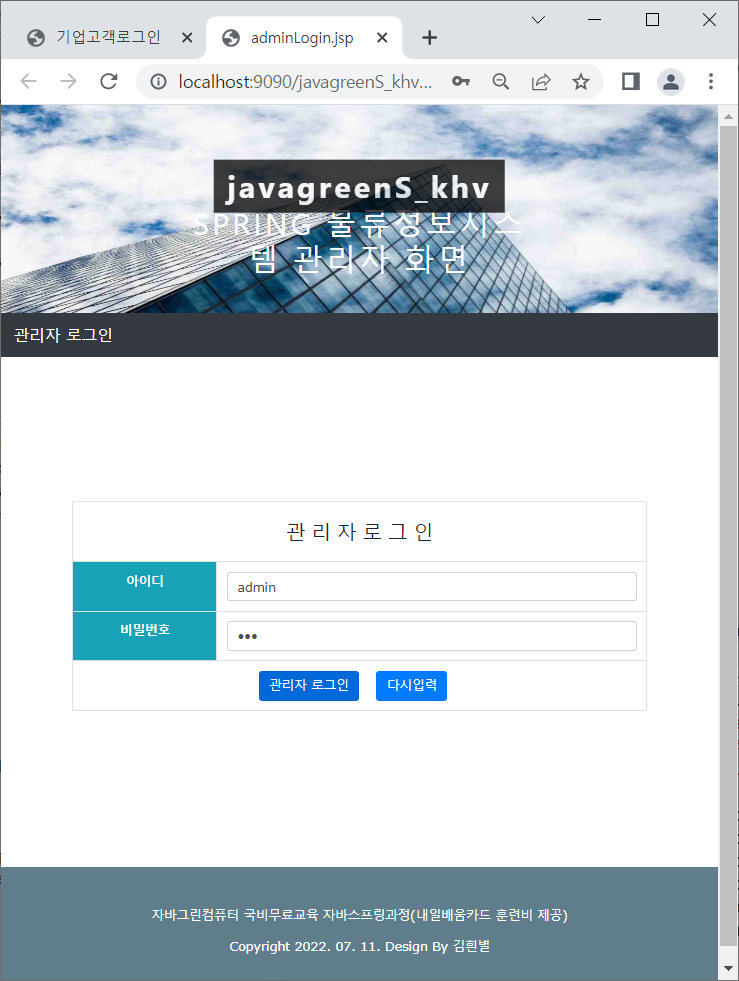 기업고객로그인
adminLogin.jsp
localhost:9090/javagreenS_khv...
javagreenS_khv
SPRING 물류정보시스
템 관리자 화면
관리자 로그인
관 리 자 로 그 인
아이디
admin
비밀번호
•••
관리자 로그인
다시입력
자바그린컴퓨터 국비무료교육 자바스프링과정(내일배움카드 훈련비 제공)
Copyright 2022. 07. 11. Design By 김흰별